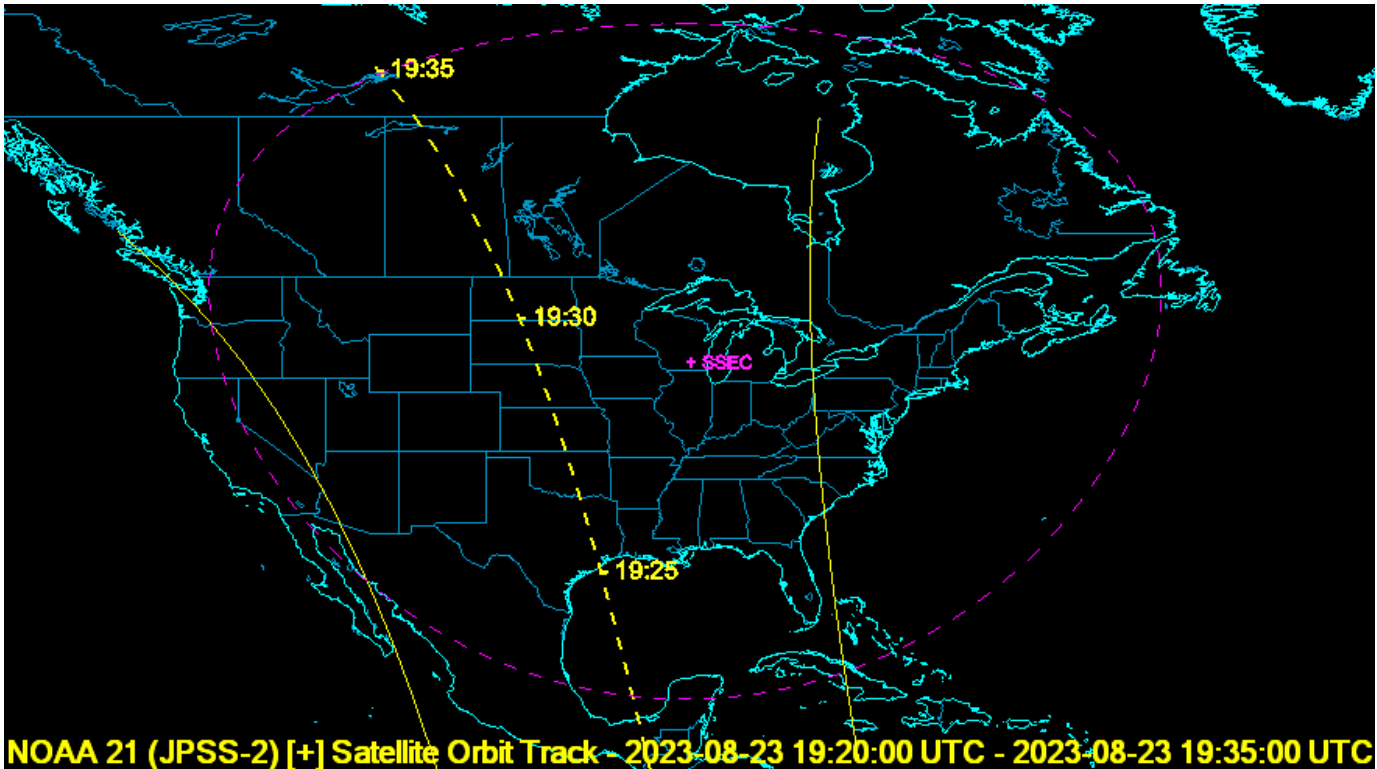 19:35
19:30
+ SSEC
19:25
NOAA 21 (JPSS-2) [+] Satellite Orbit Track - 2023-08-23 19:20:00 UTC - 2023-08-23 19:35:00 UTC